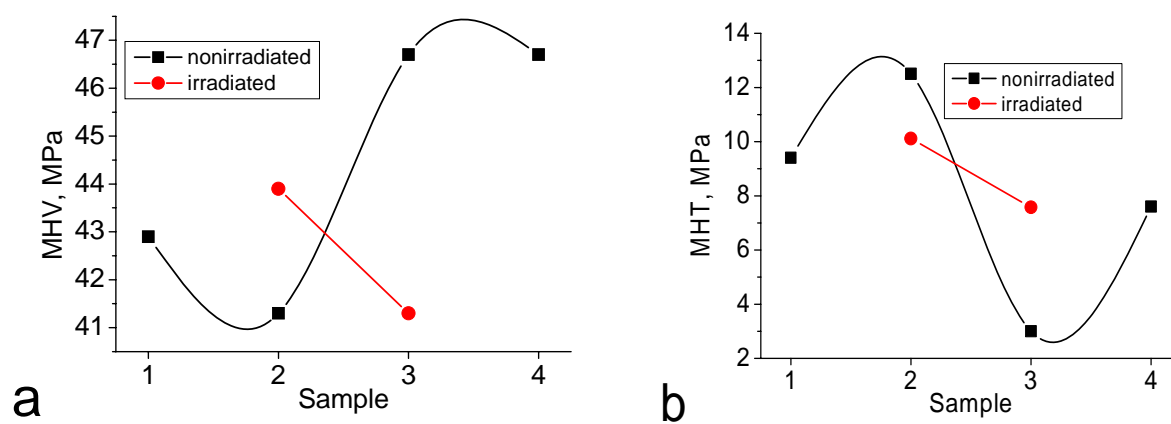 MHV, MPa
47
46
45
44
43
42
41
nonirradiated
irradiated
1 2 3 4
Sample
a
MHT, MPa
14
12
10
8
6
4
2
nonirradiated
irradiated
1 2 3 4
Sample
b